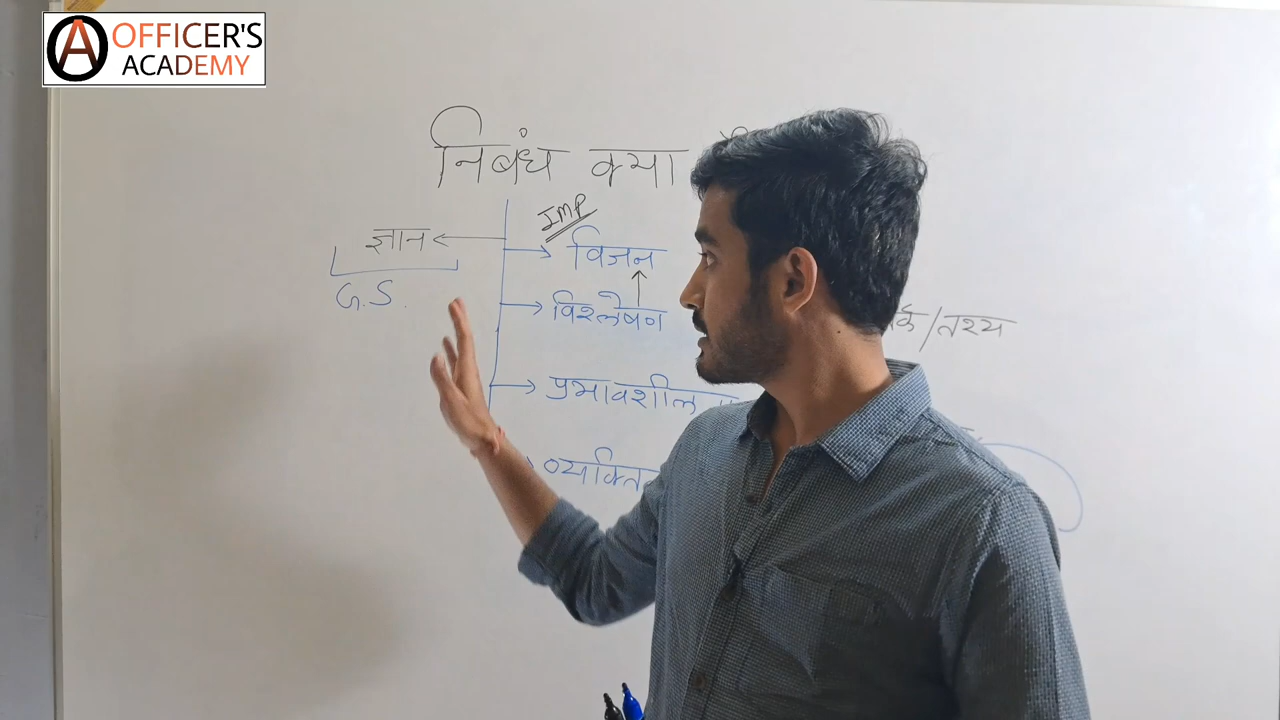 OFFICER'S
ACADEMY
निबंध क्या
IMP
ज्ञान
विजन
G.S.
विश्लेषण
/तथ्य
प्रभावशील
व्यक्ति